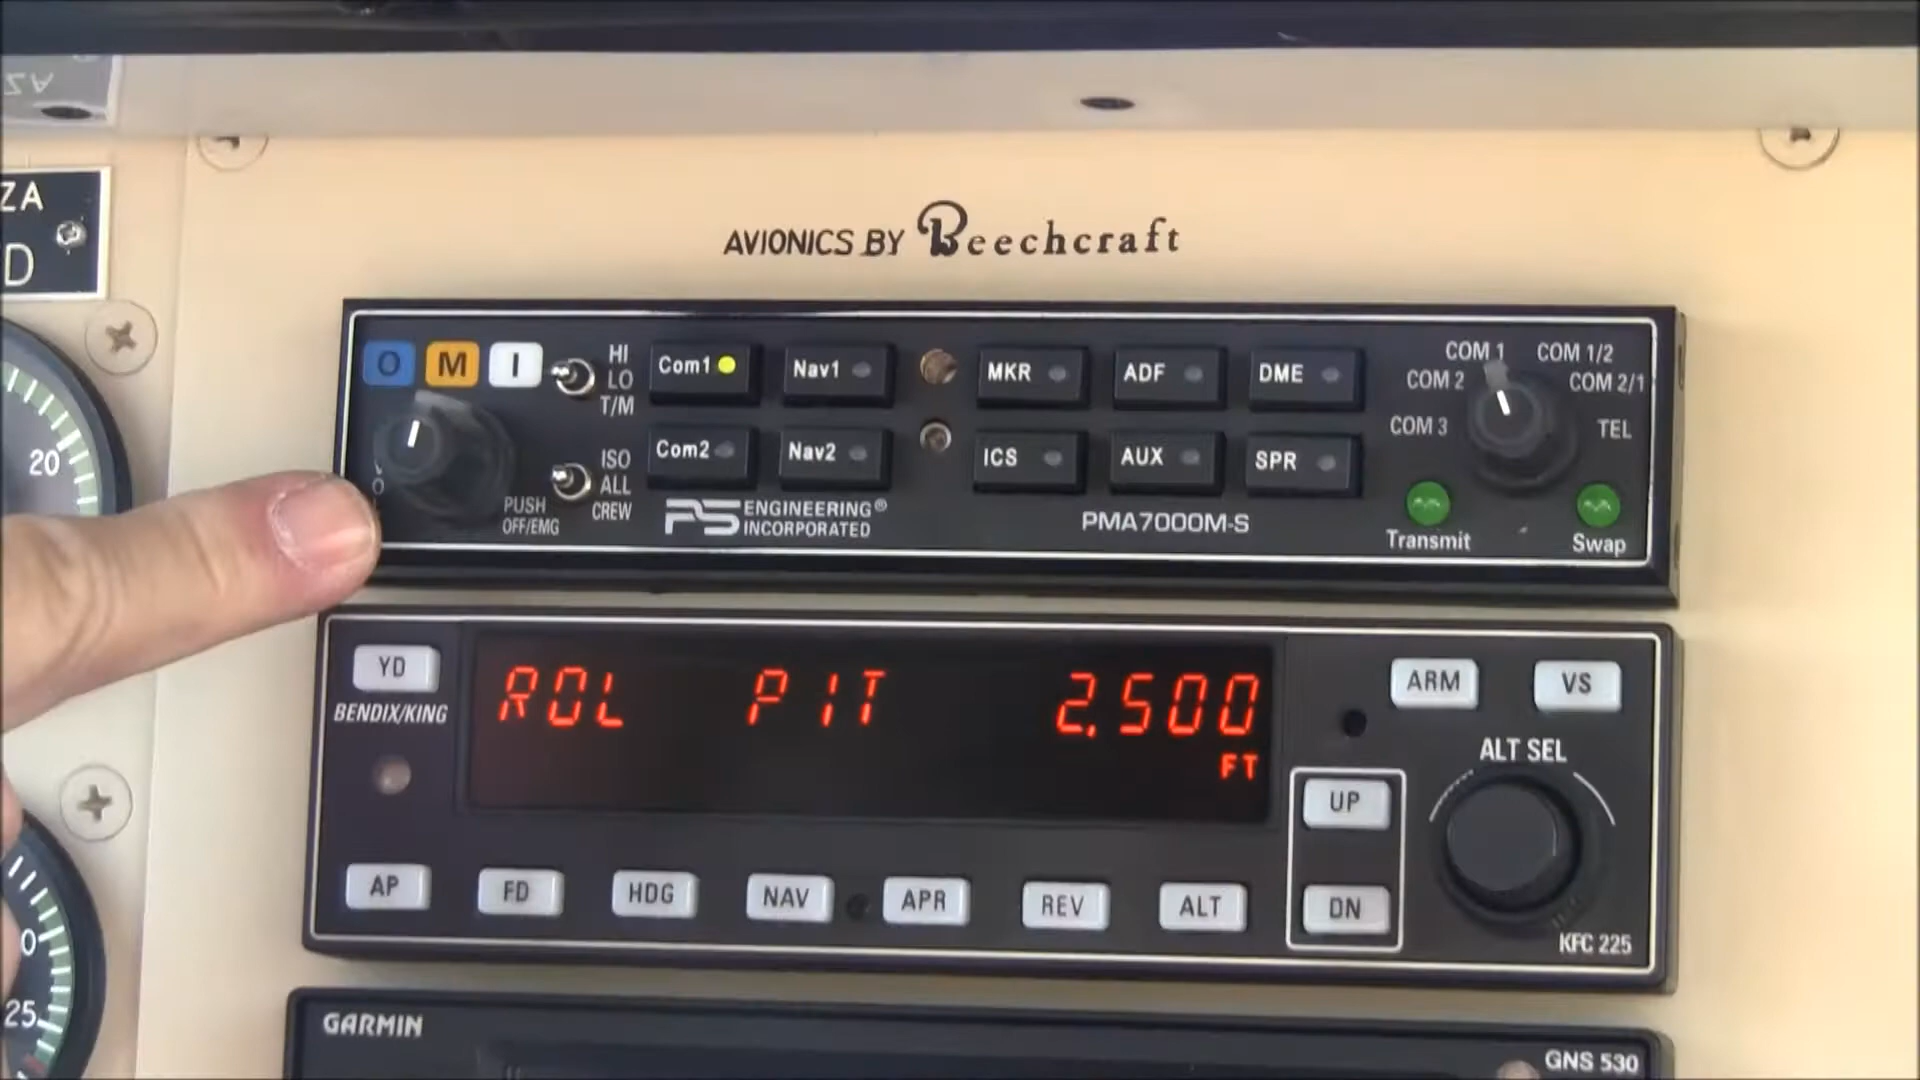 ZA
ZA
D
20
AVIONICS BY Beechcraft
O M I
HI
LO
T/M
ISO
ALL
CREW
PUSH
OFF/EMG
Com1
Nav1
MKR
ADF
DME
Com2
Nav2
ICS
AUX
SPR
PS ENGINEERING®
INCORPORATED
PMA7000M-S
COM 1
COM 1/2
COM 2
COM 2/1
COM 3
TEL
Transmit
Swap
YD
BENDIX/KING
ROL PIT 2,500
FT
ARM
VS
ALT SEL
UP
DN
AP
FD
HDG
NAV
APR
REV
ALT
KFC 225
0
25
GARMIN
GNS 530